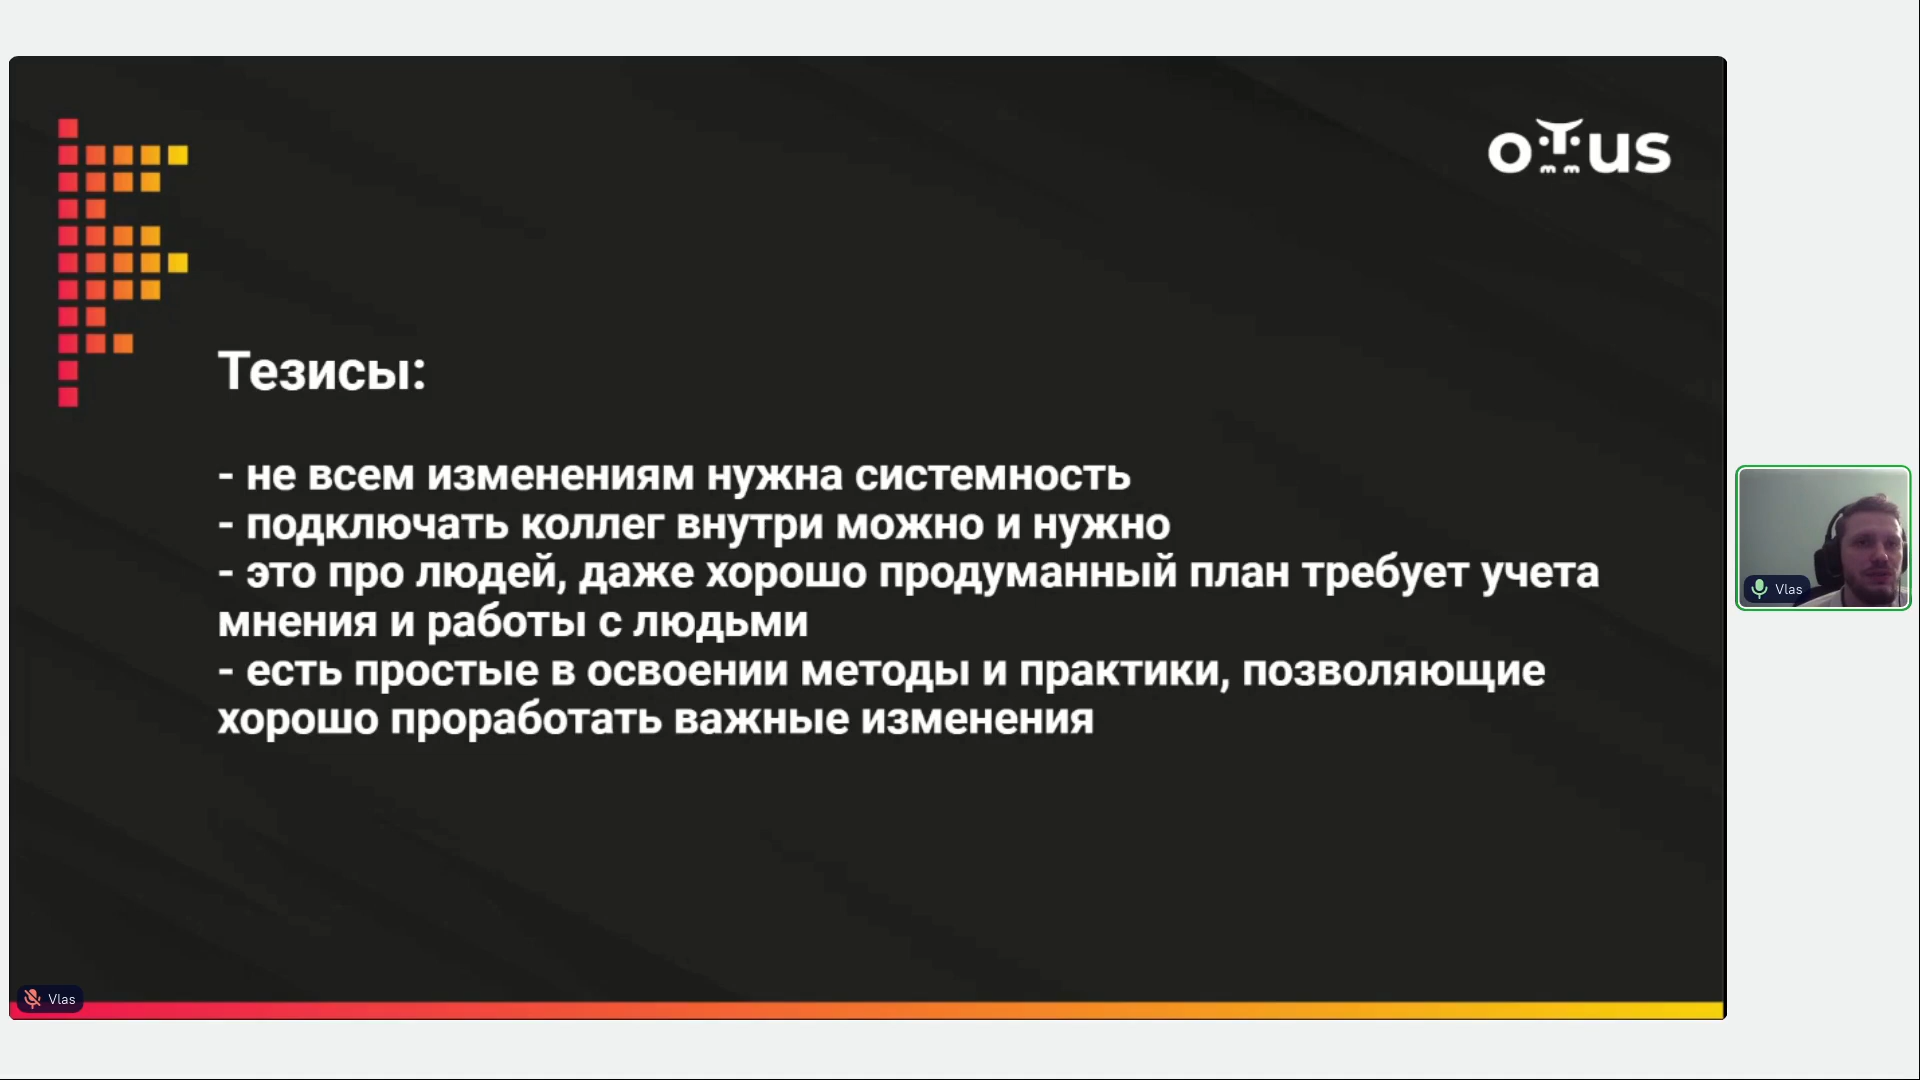 otus
Тезисы:
- не всем изменениям нужна системность
- подключать коллег внутри можно и нужно
- это про людей, даже хорошо продуманный план требует учета
мнения и работы с людьми
- есть простые в освоении методы и практики, позволяющие
хорошо проработать важные изменения
Vlas
Vlas